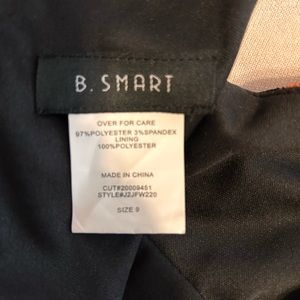 B. SMART
OVER FOR CARE
97%POLYESTER 3%SPANDEX
LINING
100%POLYESTER
MADE IN CHINA
CUT#20009451
STYLE#J2JFW220
SIZE 9